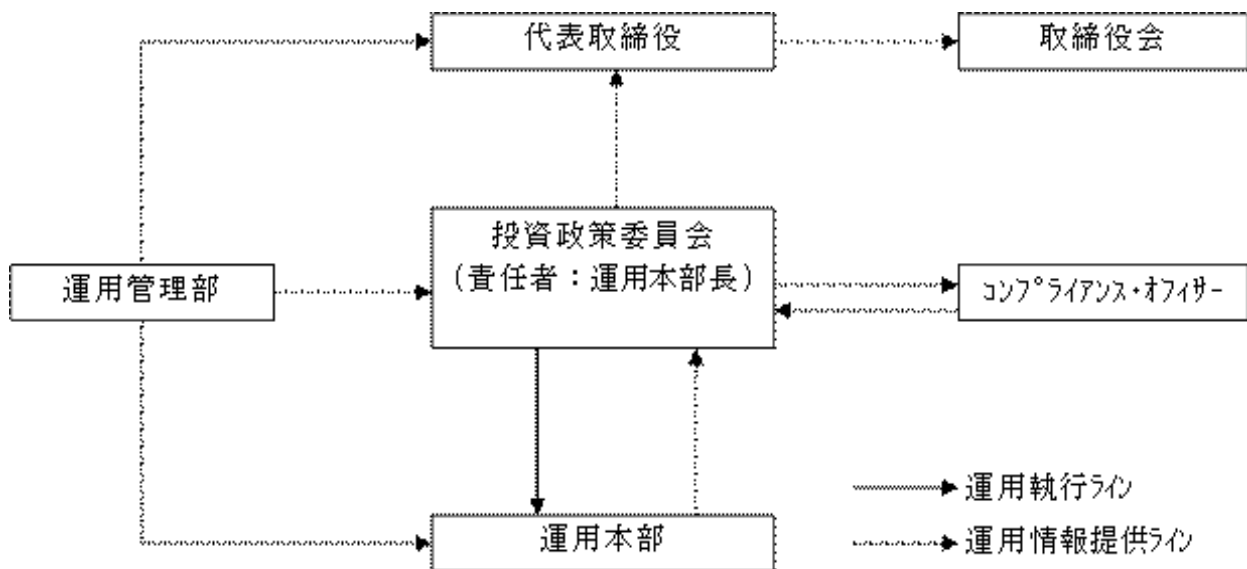 代表取締役
取締役会
投資政策委員会
(責任者：運用本部長)
運用管理部
ｺﾝﾌﾟﾗｲｱﾝｽ・ｵﾌｨｻｰ
運用執行ﾗｲﾝ
運用本部
運用情報提供ﾗｲﾝ